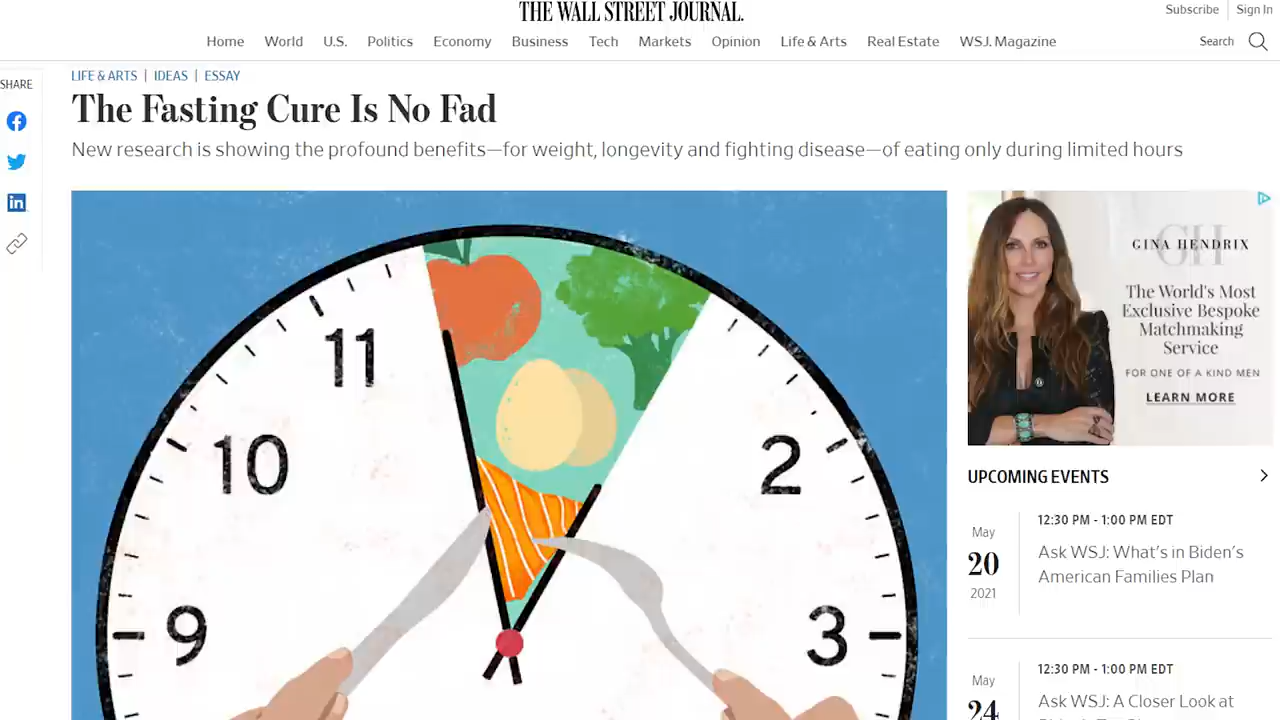 THE WALL STREET JOURNAL.
Subscribe
Sign In
Home World U.S. Politics Economy Business Tech Markets Opinion Life & Arts Real Estate WSJ. Magazine
Search
SHARE
LIFE & ARTS | IDEAS | ESSAY
The Fasting Cure Is No Fad
New research is showing the profound benefits—for weight, longevity and fighting disease—of eating only during limited hours
11
10
9
2
3
GH
GINA HENDRIX
The World's Most
Exclusive Bespoke
Matchmaking
Service
FOR ONE OF A KIND MEN
LEARN MORE
UPCOMING EVENTS
May
20
2021
12:30 PM - 1:00 PM EDT
Ask WSJ: What's in Biden's
American Families Plan
May
24
12:30 PM - 1:00 PM EDT
Ask WSJ: A Closer Look at